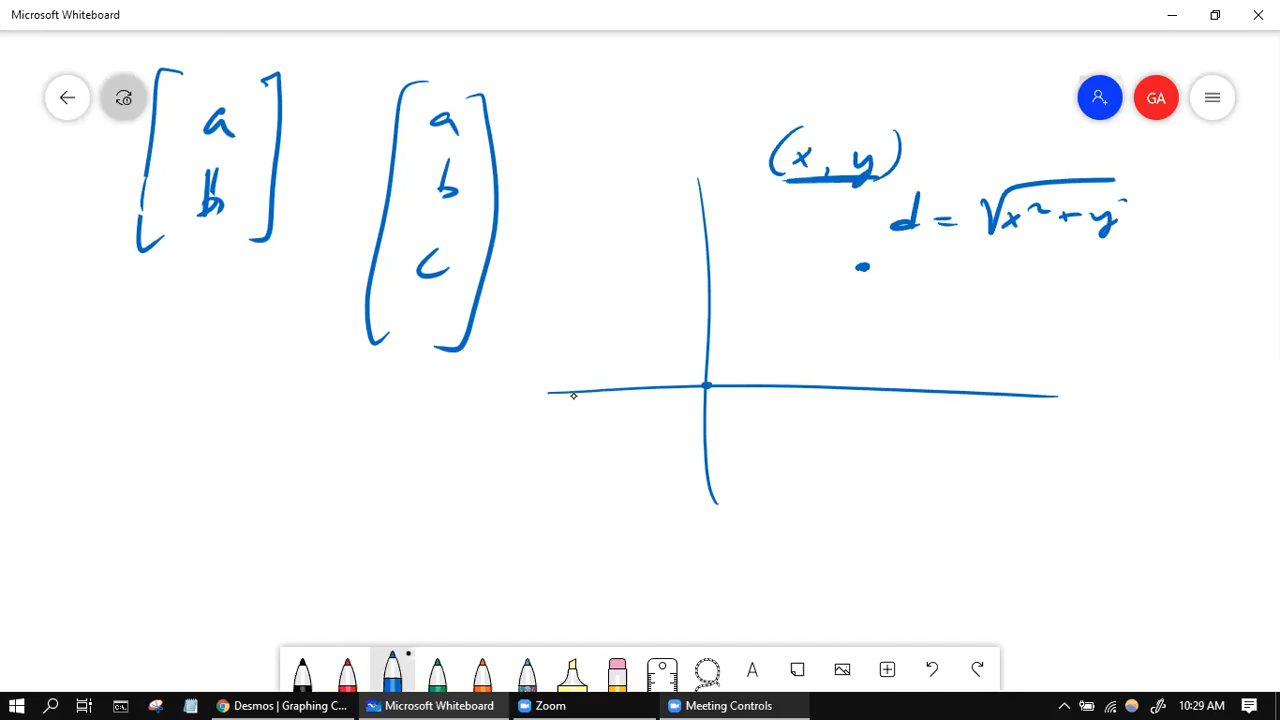 Microsoft Whiteboard
[a
b]
[a
b
c]
(x, y)
d = √x² + y²
GA
A
Desmos | Graphing C...
Microsoft Whiteboard
Zoom
Meeting Controls
10:29 AM